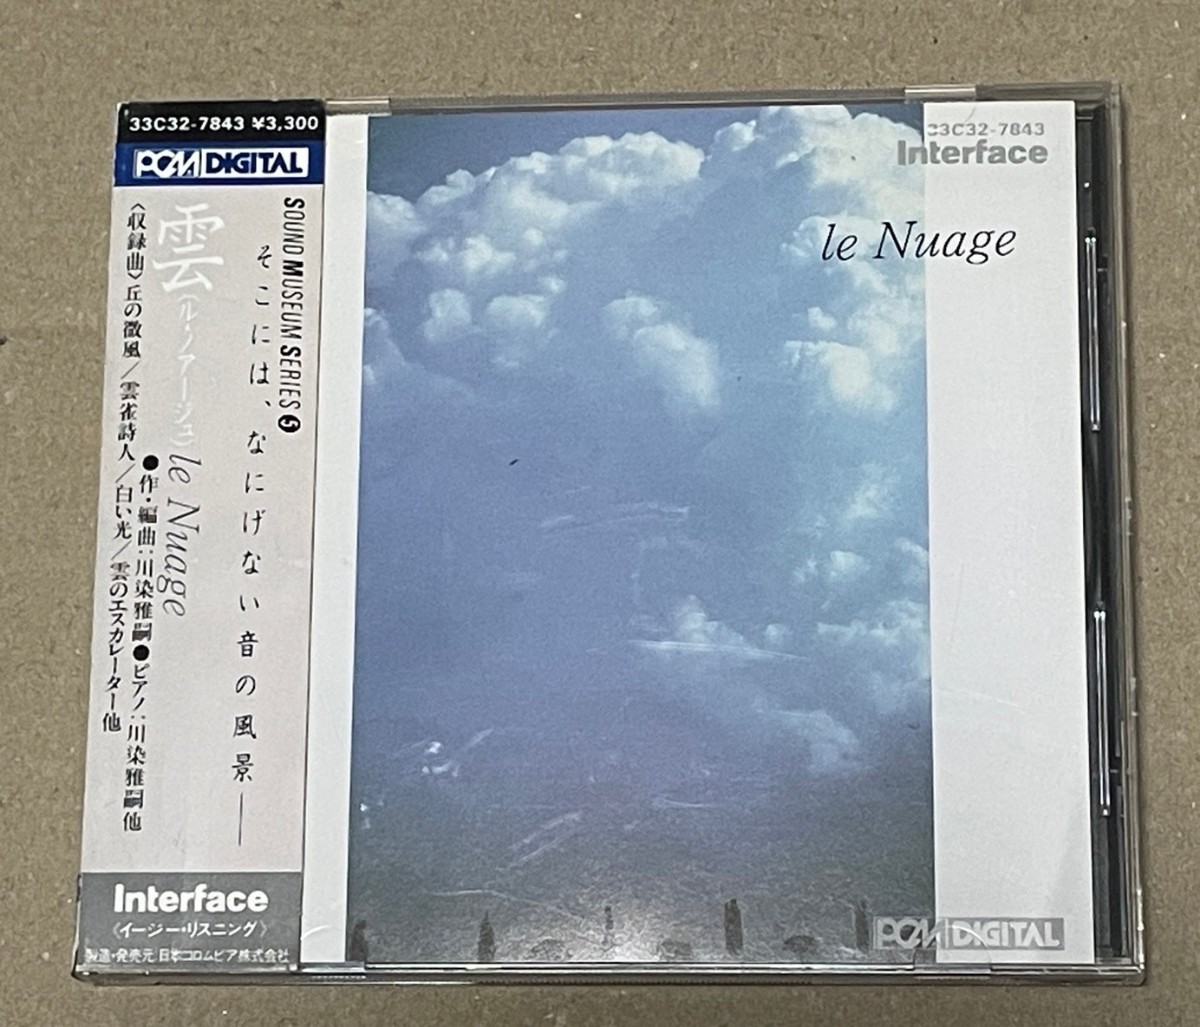 33C32-7843 ¥3,300
PCM DIGITAL
SOUND MUSEUM SERIES 5
そこには、なにげない音の風景——
雲(ル・ノアージュ) le Nuage
●作・編曲:川染雅嗣●ピアノ:川染雅嗣他
〈収録曲〉丘の微風/雲雀詩人/白い光/雲のエスカレーター他
Interface
〈イージー・リスニング〉
製造・発売元 日本コロムビア株式会社
33C32-7843
Interface
le Nuage
PCM DIGITAL